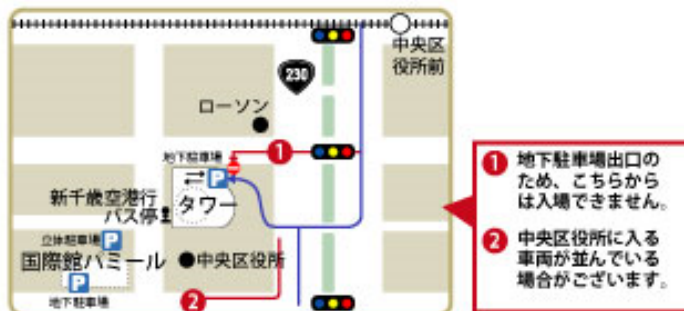 中央区
役所前
230
ローソン
1
地下駐車場
P
新千歳空港行
バス停
タワー
立体駐車場
P
国際館パミール
中央区役所
P
2
地下駐車場
1 地下駐車場出口の
ため、こちらから
は入場できません。
2 中央区役所に入る
車両が並んでいる
場合がございます。